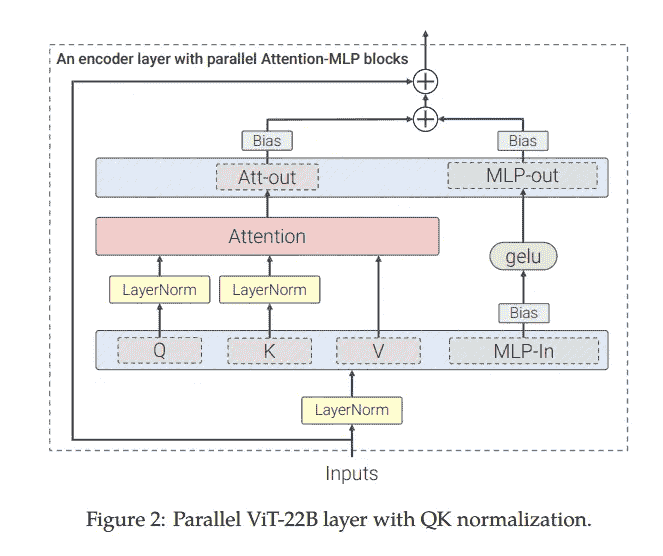 An encoder layer with parallel Attention-MLP blocks
Bias
Bias
Att-out
MLP-out
Attention
gelu
LayerNorm
LayerNorm
Bias
Q
K
V
MLP-In
LayerNorm
Inputs
Figure 2: Parallel ViT-22B layer with QK normalization.